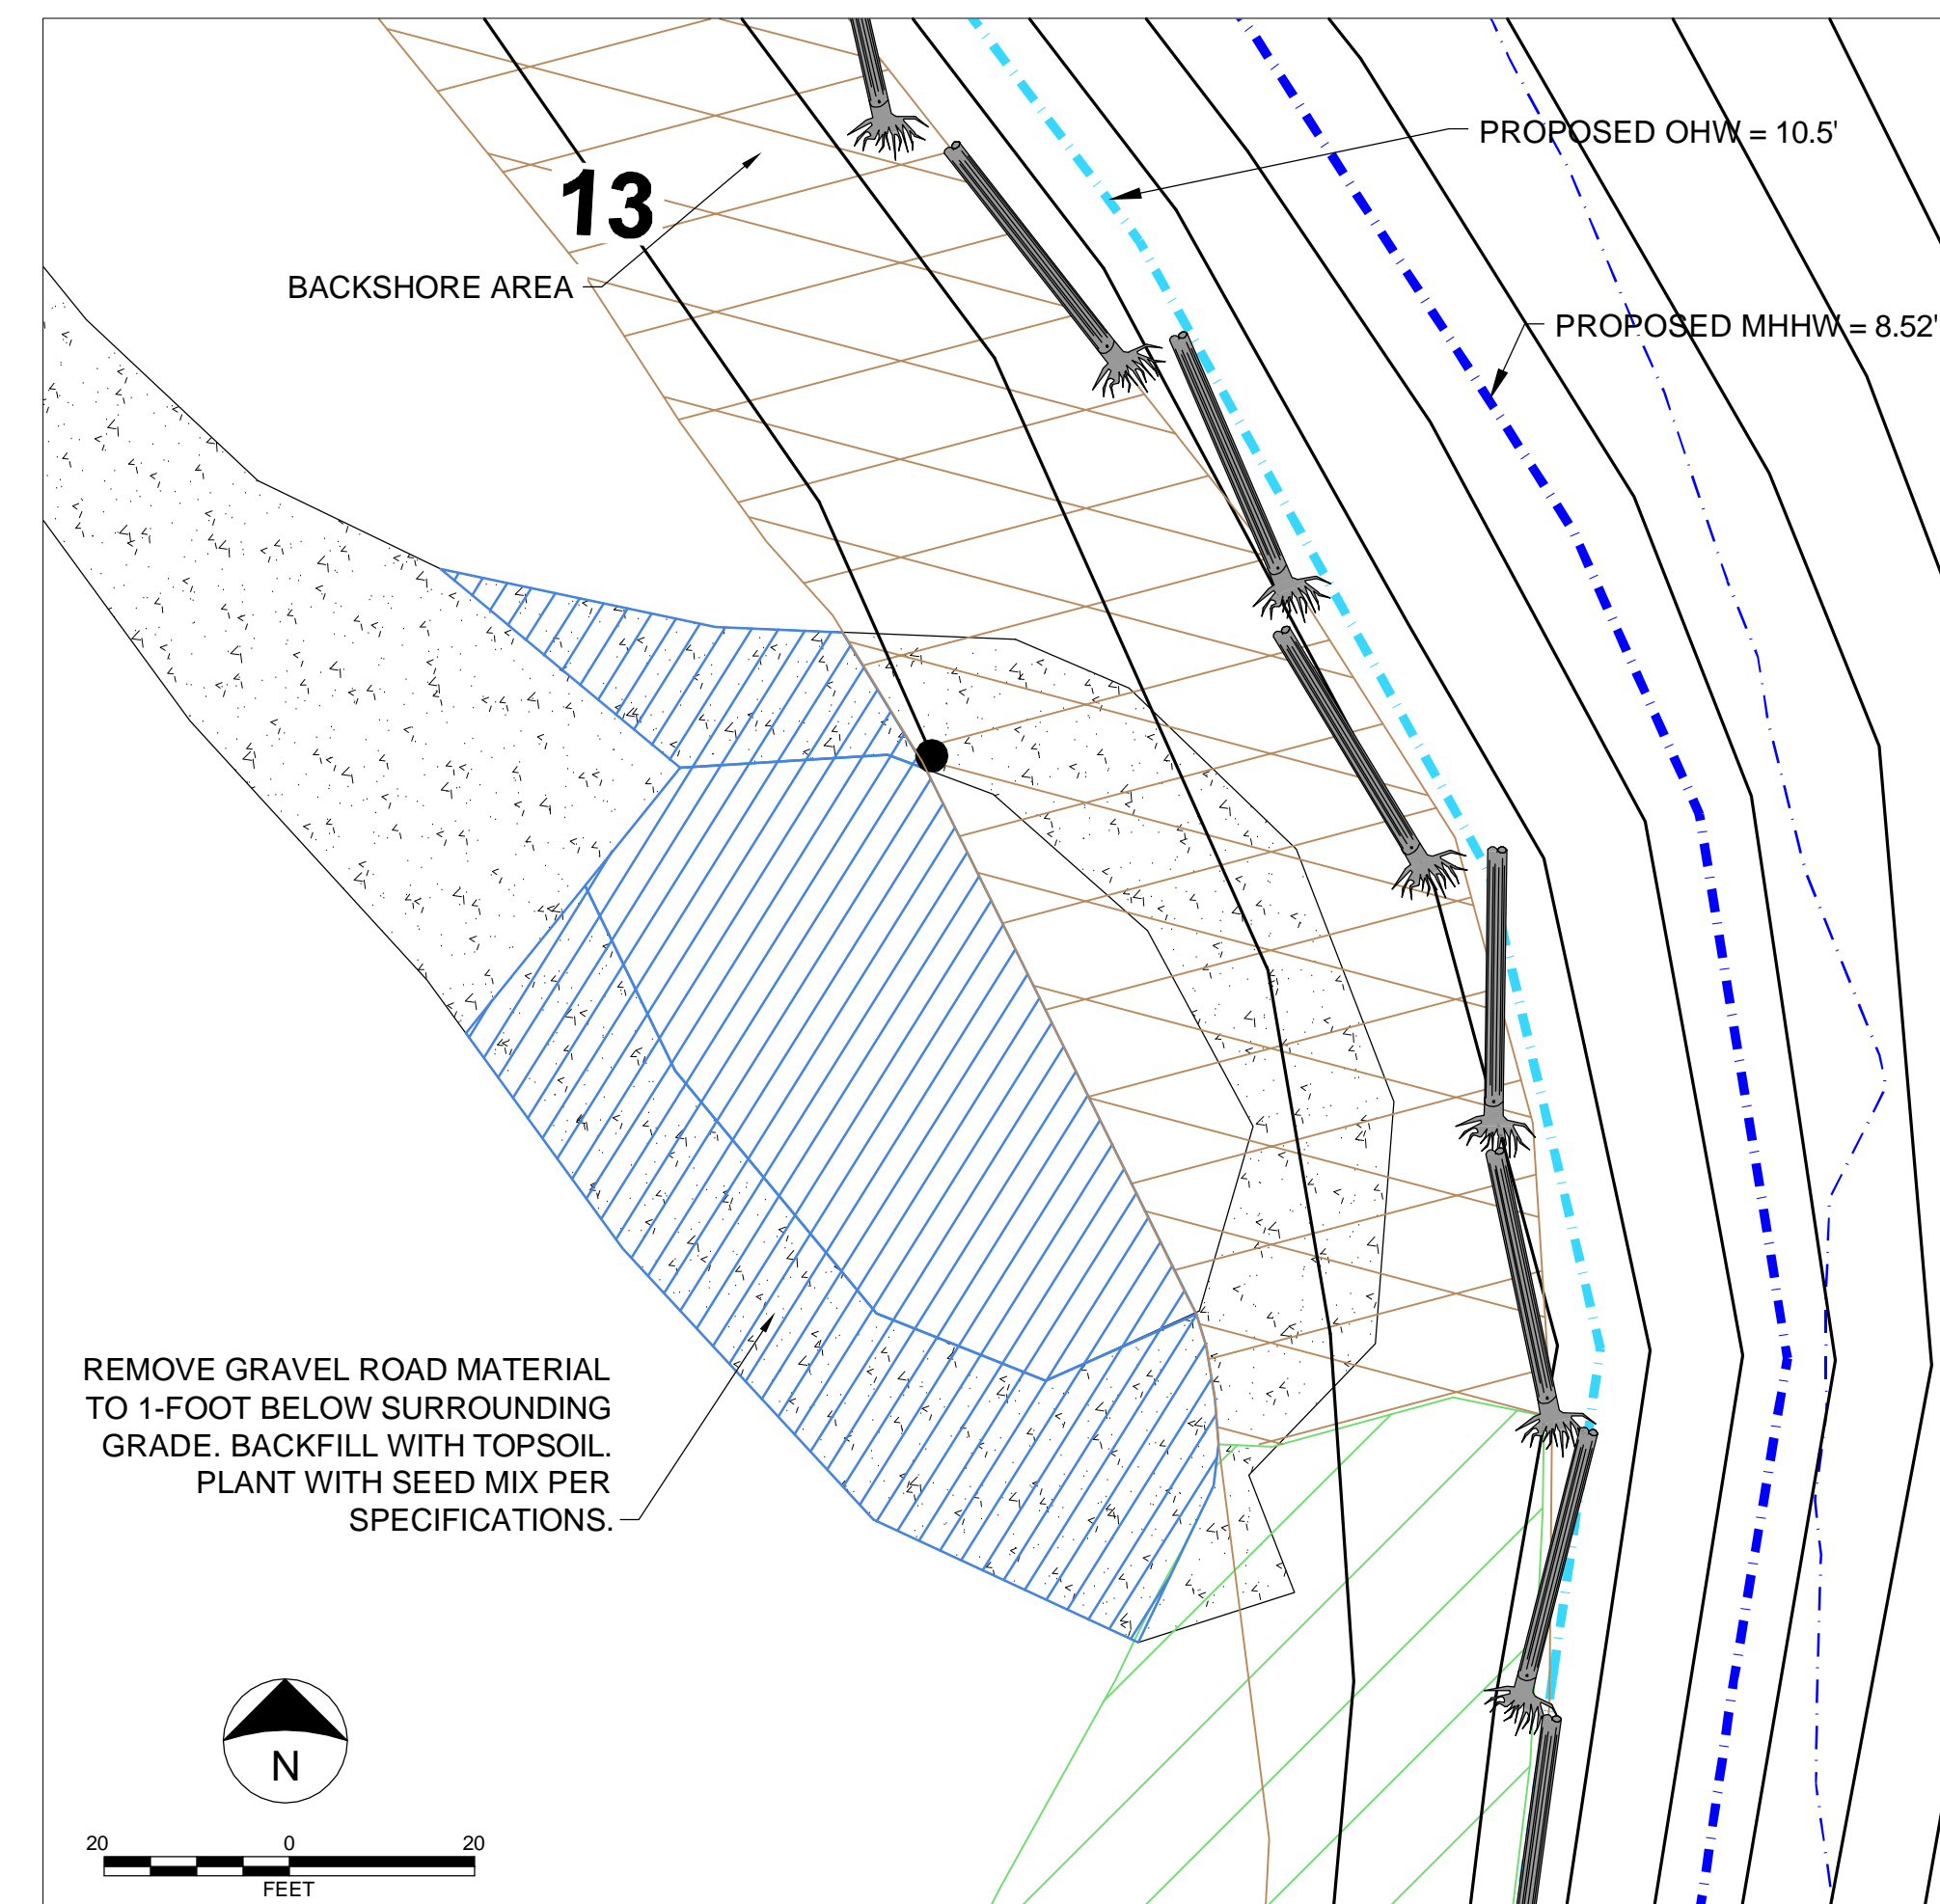 PROPOSED OHW = 10.5'
13
BACKSHORE AREA
PROPOSED MHHW = 8.52'
REMOVE GRAVEL ROAD MATERIAL
TO 1-FOOT BELOW SURROUNDING
GRADE. BACKFILL WITH TOPSOIL.
PLANT WITH SEED MIX PER
SPECIFICATIONS.
N
20 0 20
FEET